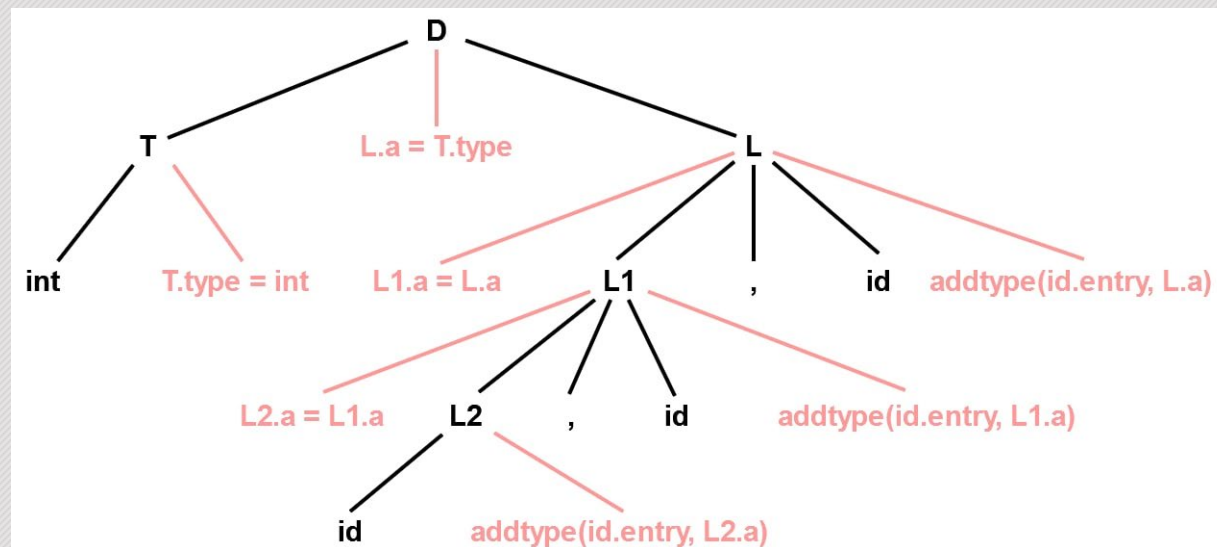 D
T L.a = T.type L
int T.type = int L1.a = L.a L1 , id addtype(id.entry, L.a)
L2.a = L1.a L2 , id addtype(id.entry, L1.a)
id addtype(id.entry, L2.a)